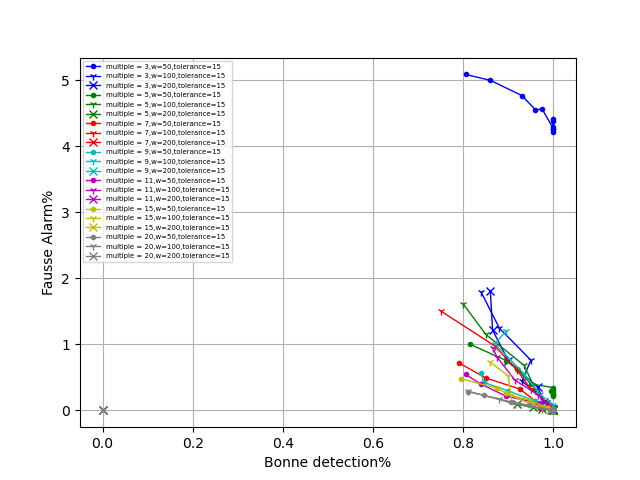 multiple = 3,w=50,tolerance=15
multiple = 3,w=100,tolerance=15
multiple = 3,w=200,tolerance=15
multiple = 5,w=50,tolerance=15
multiple = 5,w=100,tolerance=15
multiple = 5,w=200,tolerance=15
multiple = 7,w=50,tolerance=15
multiple = 7,w=100,tolerance=15
multiple = 7,w=200,tolerance=15
multiple = 9,w=50,tolerance=15
multiple = 9,w=100,tolerance=15
multiple = 9,w=200,tolerance=15
multiple = 11,w=50,tolerance=15
multiple = 11,w=100,tolerance=15
multiple = 11,w=200,tolerance=15
multiple = 15,w=50,tolerance=15
multiple = 15,w=100,tolerance=15
multiple = 15,w=200,tolerance=15
multiple = 20,w=50,tolerance=15
multiple = 20,w=100,tolerance=15
multiple = 20,w=200,tolerance=15
5
4
3
2
1
0
Fausse Alarm%
0.0 0.2 0.4 0.6 0.8 1.0
Bonne detection%